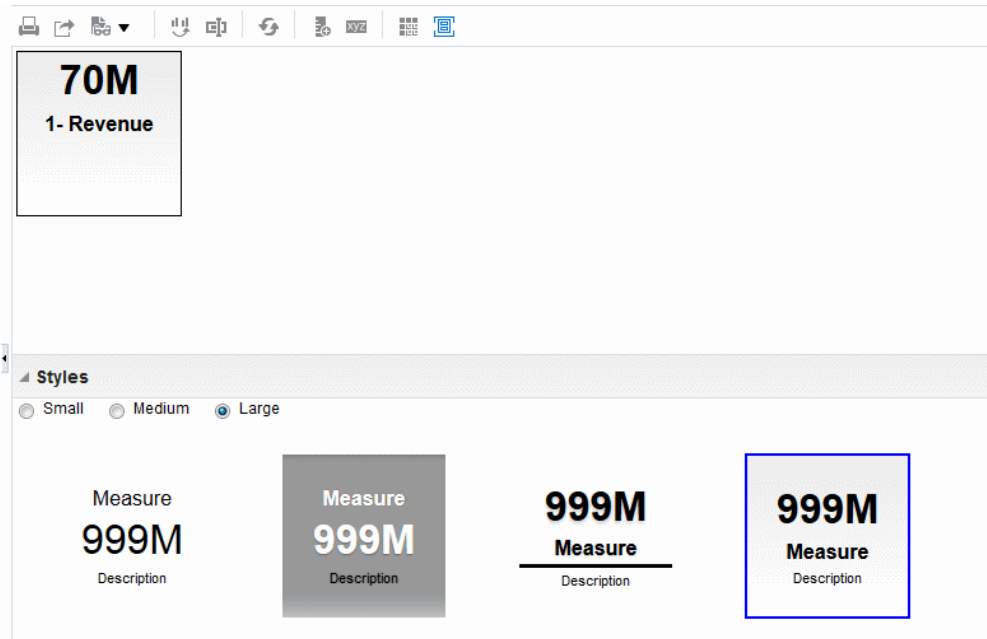 xyz
70M
1- Revenue
Styles
Small Medium Large
Measure
999M
Description
Measure
999M
Description
999M
Measure
Description
999M
Measure
Description